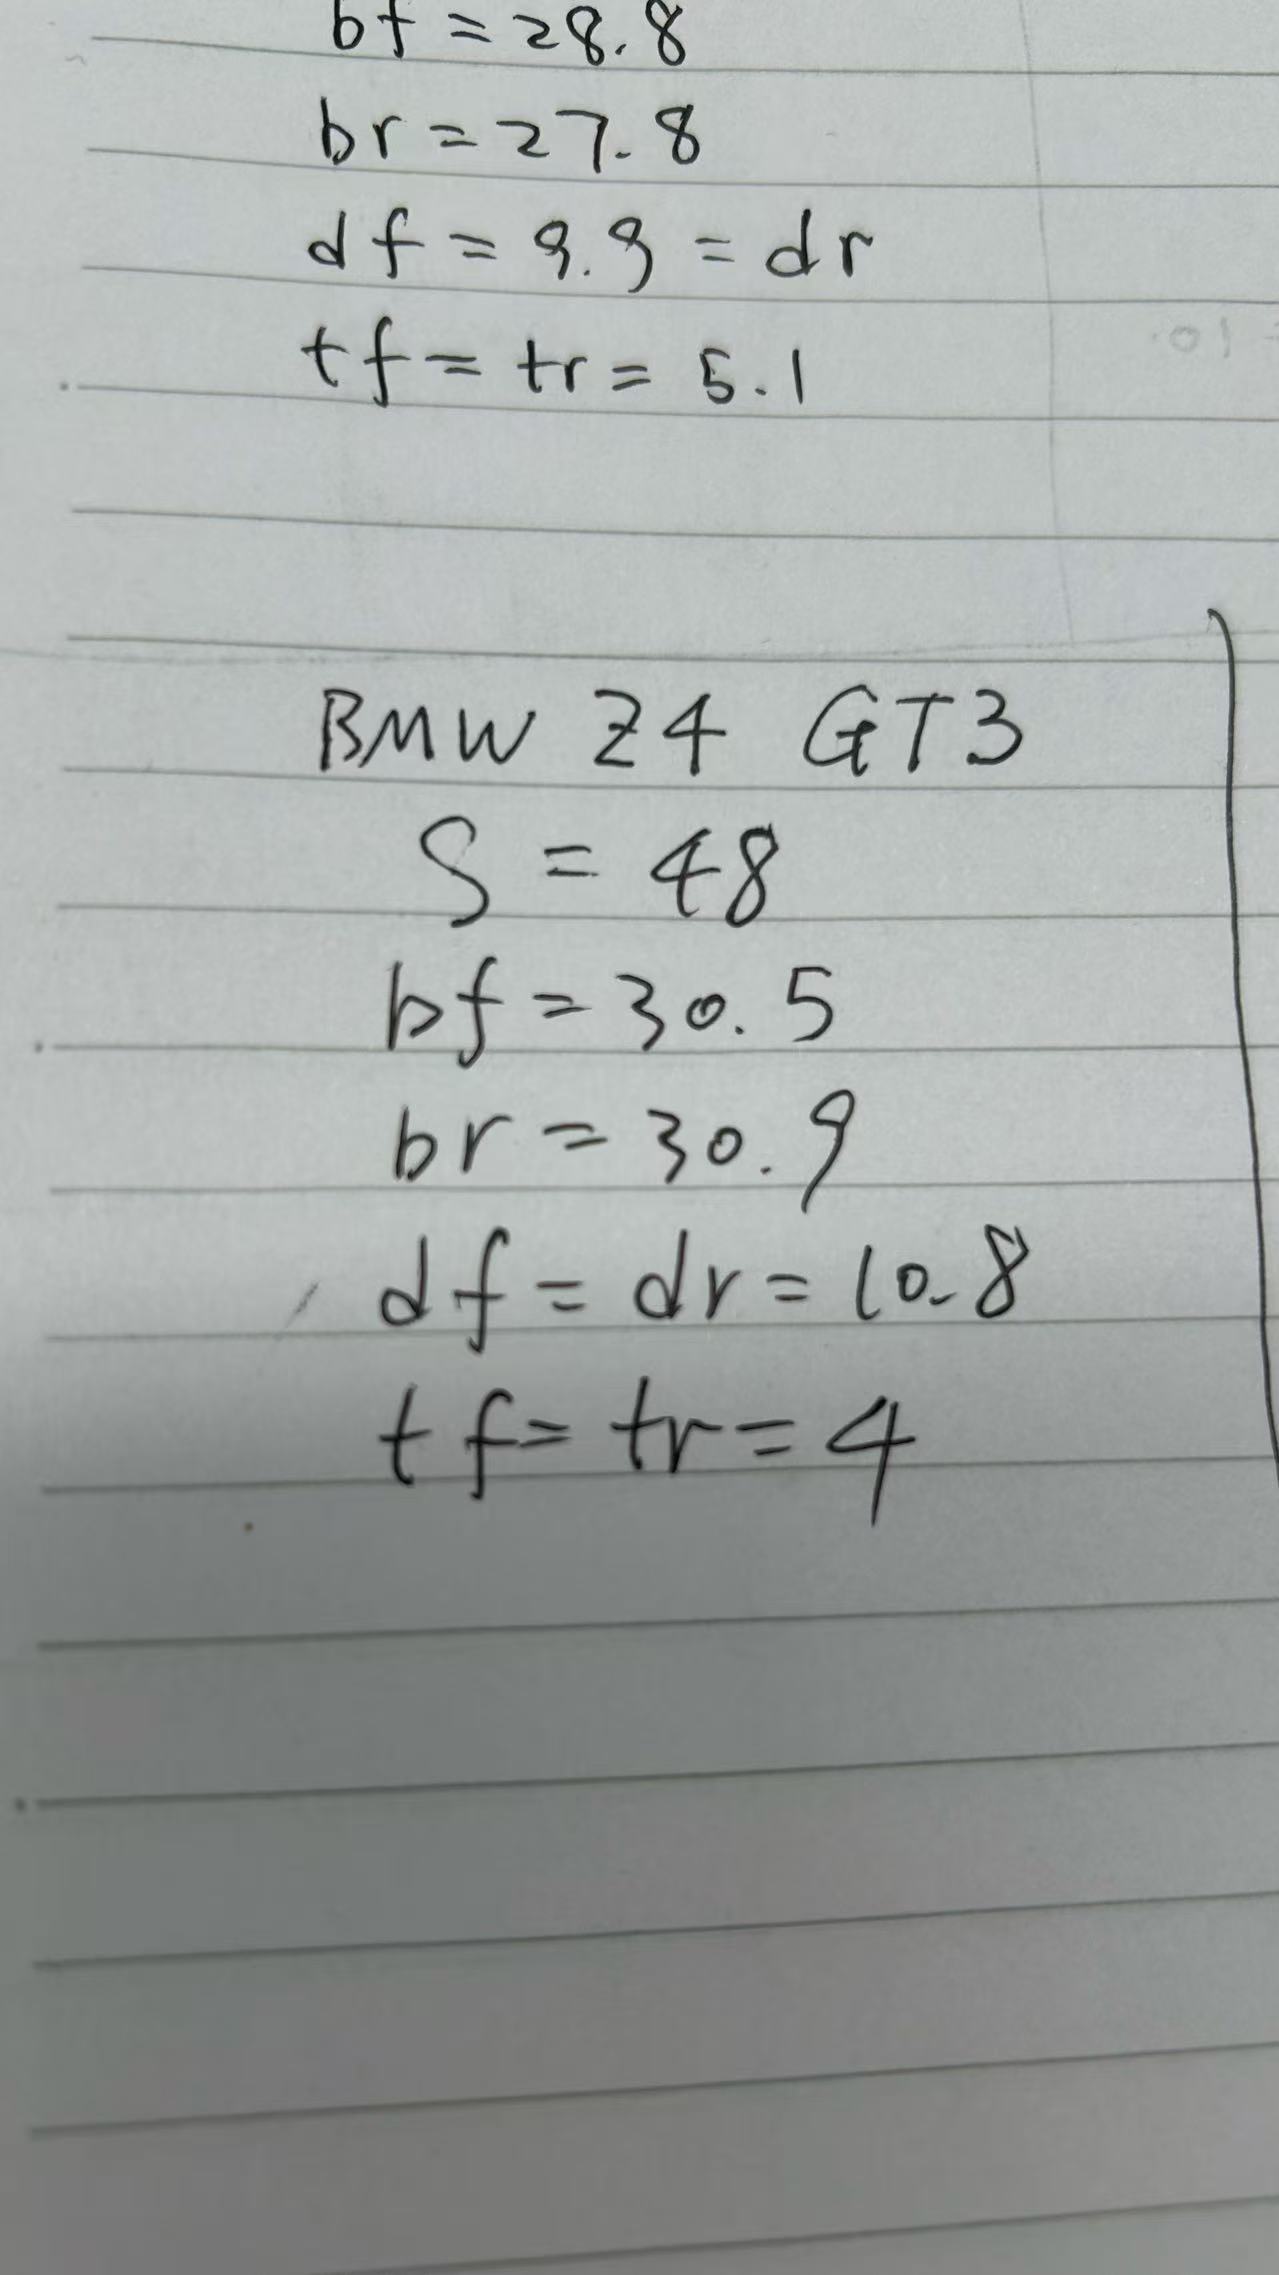 bf = 28.8
br = 27.8
df = 9.9 = dr
tf = tr = 5.1
BMW Z4 GT3
S = 48
bf = 30.5
br = 30.9
df = dr = 10.8
tf = tr = 4